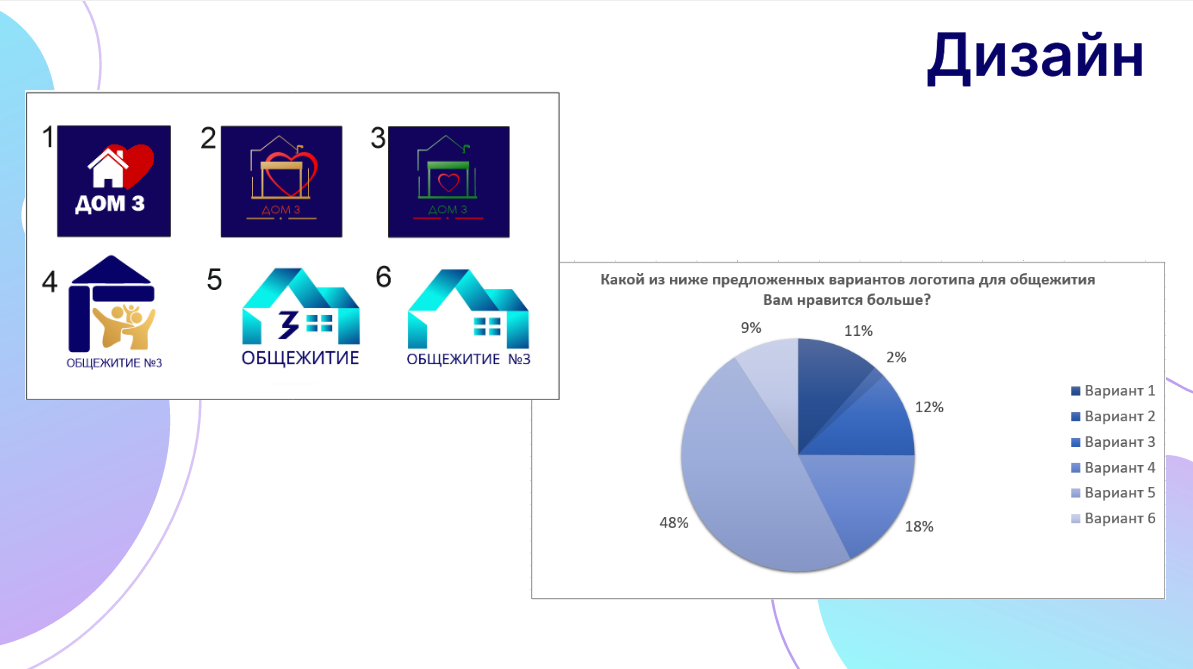 Дизайн
1
2
3
ДОМ 3
ДОМ 3
ДОМ 3
4
5
6
ОБЩЕЖИТИЕ №3
3
ОБЩЕЖИТИЕ
ОБЩЕЖИТИЕ №3
Какой из ниже предложенных вариантов логотипа для общежития
Вам нравится больше?
9%
11%
2%
12%
18%
48%
Вариант 1
Вариант 2
Вариант 3
Вариант 4
Вариант 5
Вариант 6